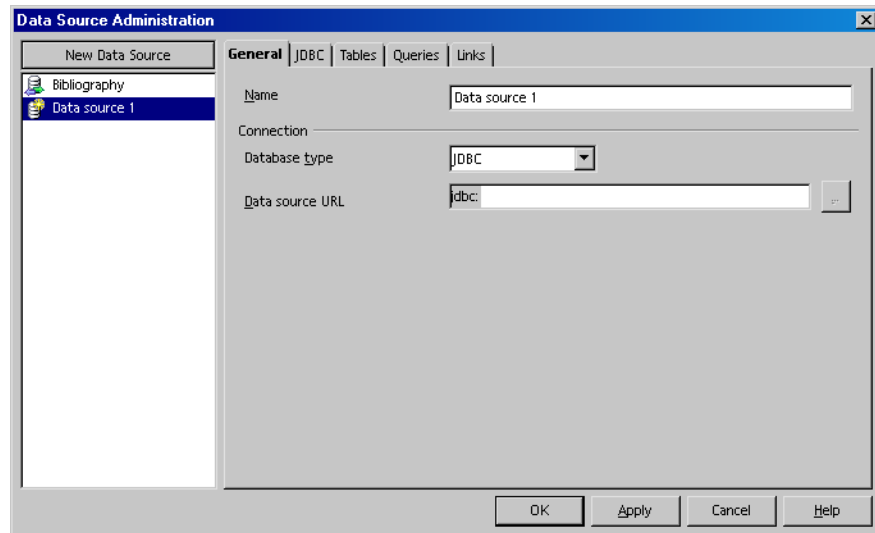 Data Source Administration
New Data Source
Bibliography
Data source 1
General JDBC Tables Queries Links
Name Data source 1
Connection
Database type JDBC
Data source URL jdbc:
...
OK Apply Cancel Help